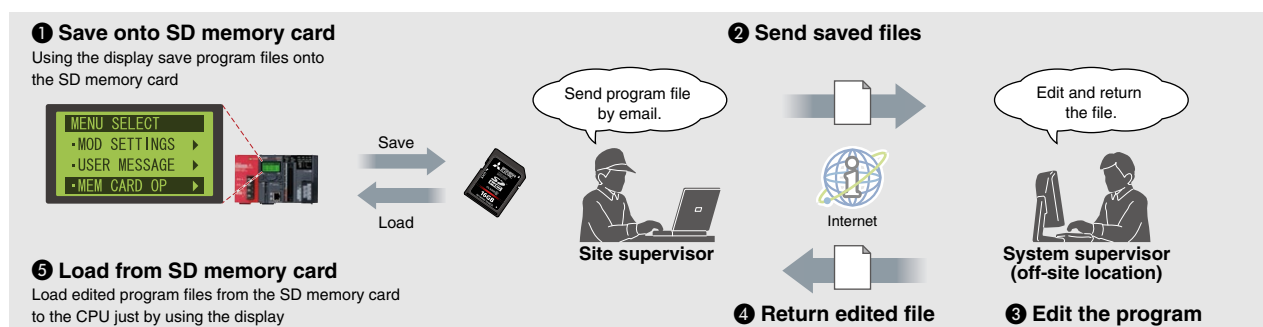 ❶ Save onto SD memory card
Using the display save program files onto
the SD memory card
MENU SELECT
·MOD SETTINGS
·USER MESSAGE
·MEM CARD OP
Save
Load
16GB
❺ Load from SD memory card
Load edited program files from the SD memory card
to the CPU just by using the display
❷ Send saved files
Send program file
by email.
Site supervisor
Internet
Edit and return
the file.
System supervisor
(off-site location)
❹ Return edited file
❸ Edit the program